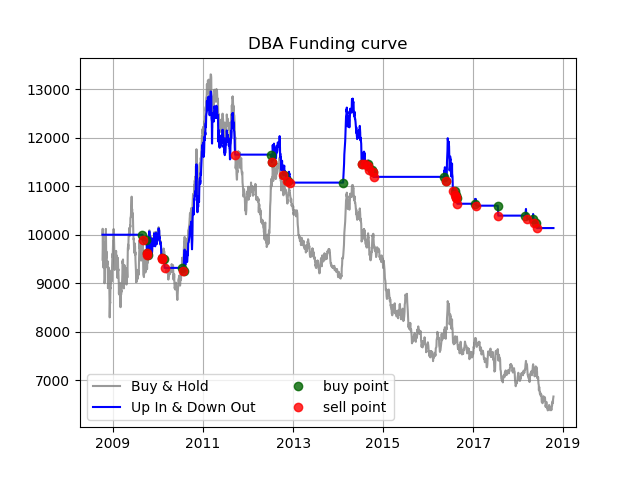 DBA Funding curve
13000
12000
11000
10000
9000
8000
7000
Buy & Hold
Up In & Down Out
buy point
sell point
2009
2011
2013
2015
2017
2019